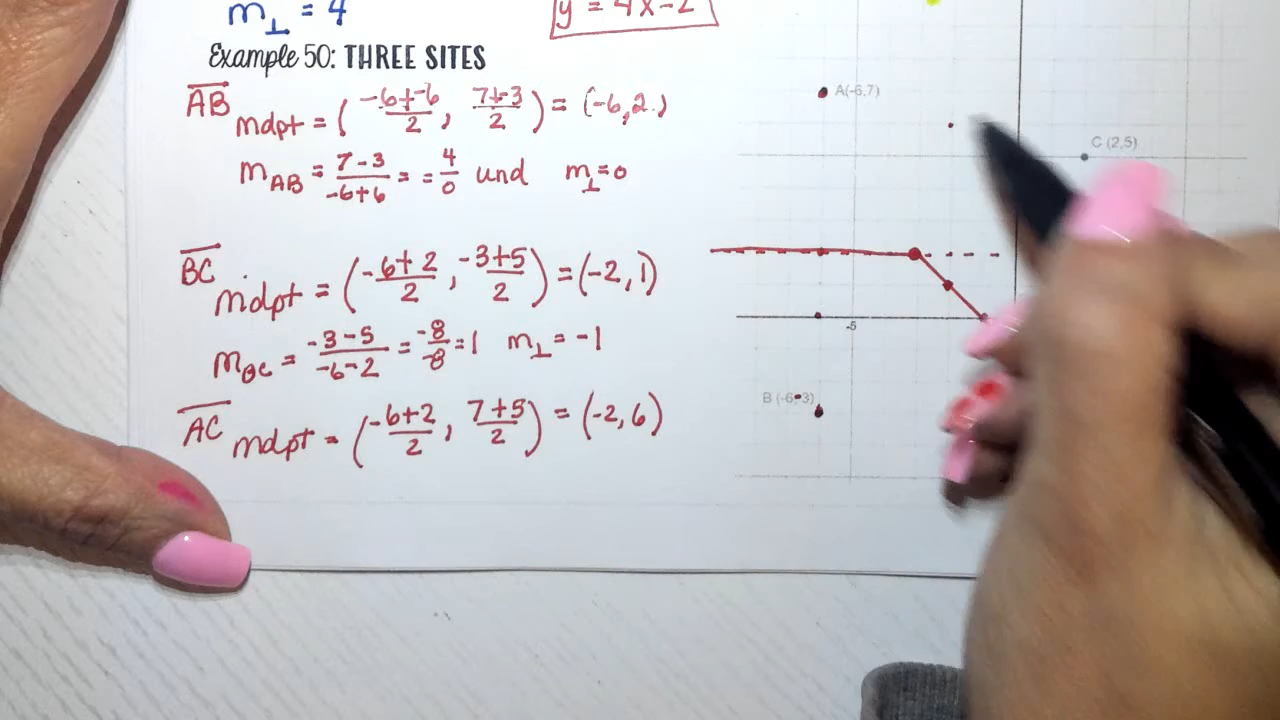 m⊥ = 4
y = 4x-2
Example 50: THREE SITES
AB mdpt = (-6+-6/2, 7+-3/2) = (-6,2)
m_AB = 7-3/-6+6 = = 4/0 und m⊥=0
BC mdpt = (-6+2/2, -3+5/2) = (-2,1)
m_BC = -3-5/-6-2 = -8/-8 = 1 m⊥ = -1
AC mdpt = (-6+2/2, 7+5/2) = (-2,6)
A(-6,7)
C (2,5)
-5
B (-6,-3)